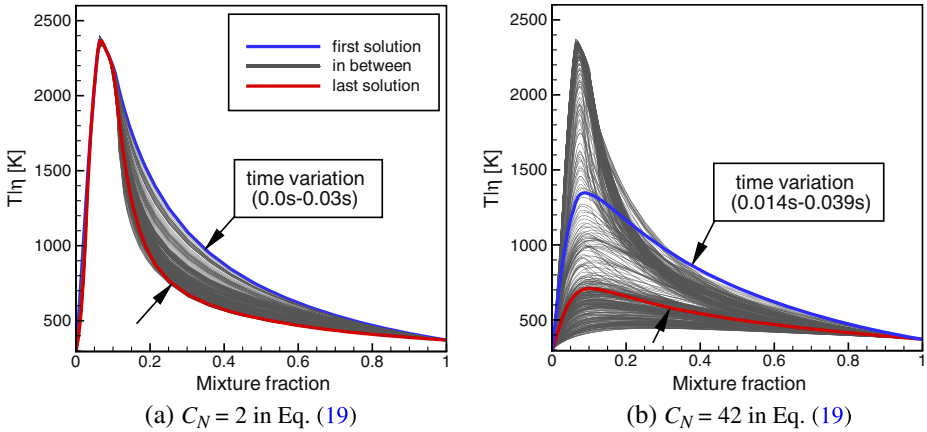 2500
2000
1500
1000
500
T|η [K]
first solution
in between
last solution
time variation
(0.0s-0.03s)
0
0.2
0.4
0.6
0.8
1
Mixture fraction
(a) C_N = 2 in Eq. (19)
2500
2000
1500
1000
500
T|η [K]
time variation
(0.014s-0.039s)
0
0.2
0.4
0.6
0.8
1
Mixture fraction
(b) C_N = 42 in Eq. (19)